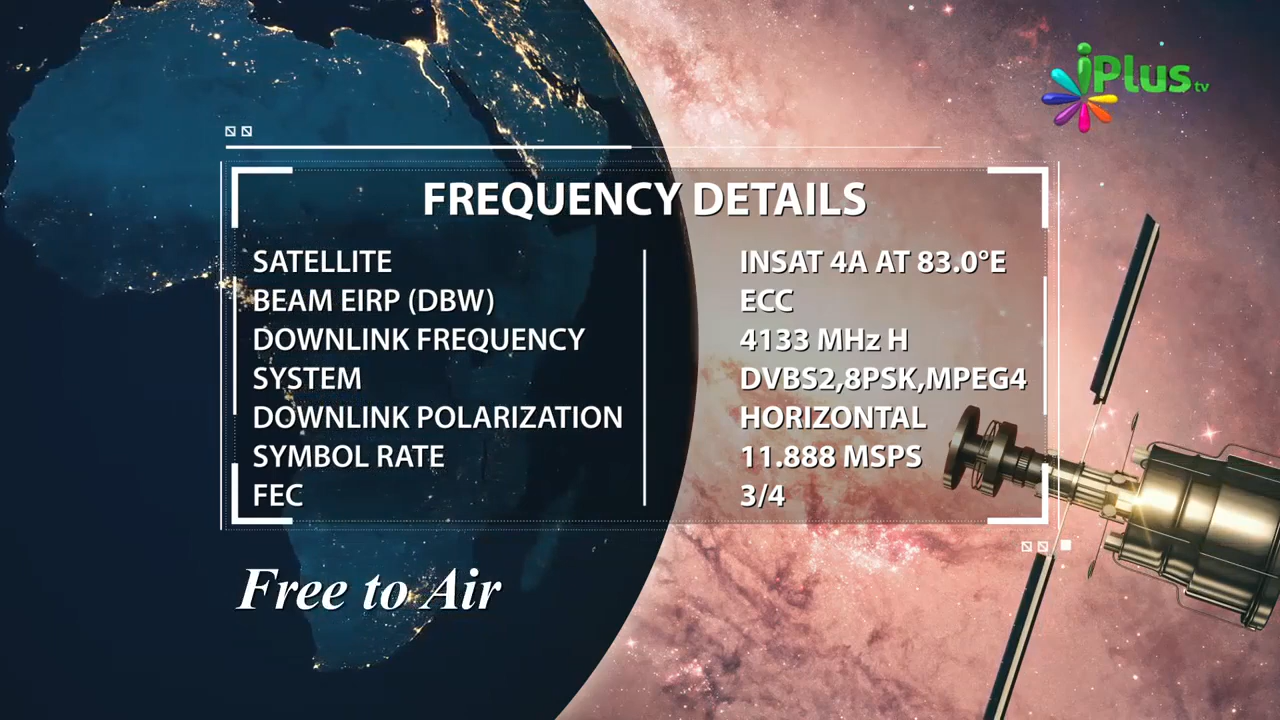 iPlus tv
FREQUENCY DETAILS
SATELLITE INSAT 4A AT 83.0°E
BEAM EIRP (DBW) ECC
DOWNLINK FREQUENCY 4133 MHz H
SYSTEM DVBS2,8PSK,MPEG4
DOWNLINK POLARIZATION HORIZONTAL
SYMBOL RATE 11.888 MSPS
FEC 3/4
Free to Air